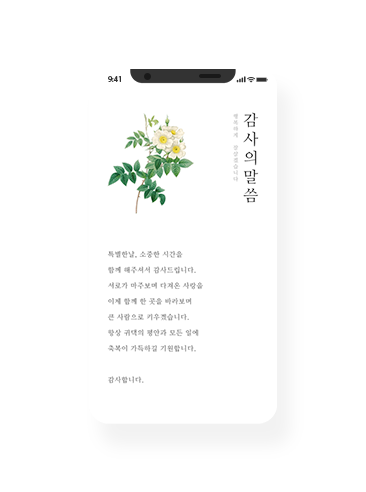 9:41
감사의 말씀
행복하게 잘살겠습니다
특별한날, 소중한 시간을
함께 해주셔서 감사드립니다.
서로가 마주보며 다져온 사랑을
이제 함께 한 곳을 바라보며
큰 사랑으로 키우겠습니다.
항상 귀댁의 평안과 모든 일에
축복이 가득하길 기원합니다.
감사합니다.